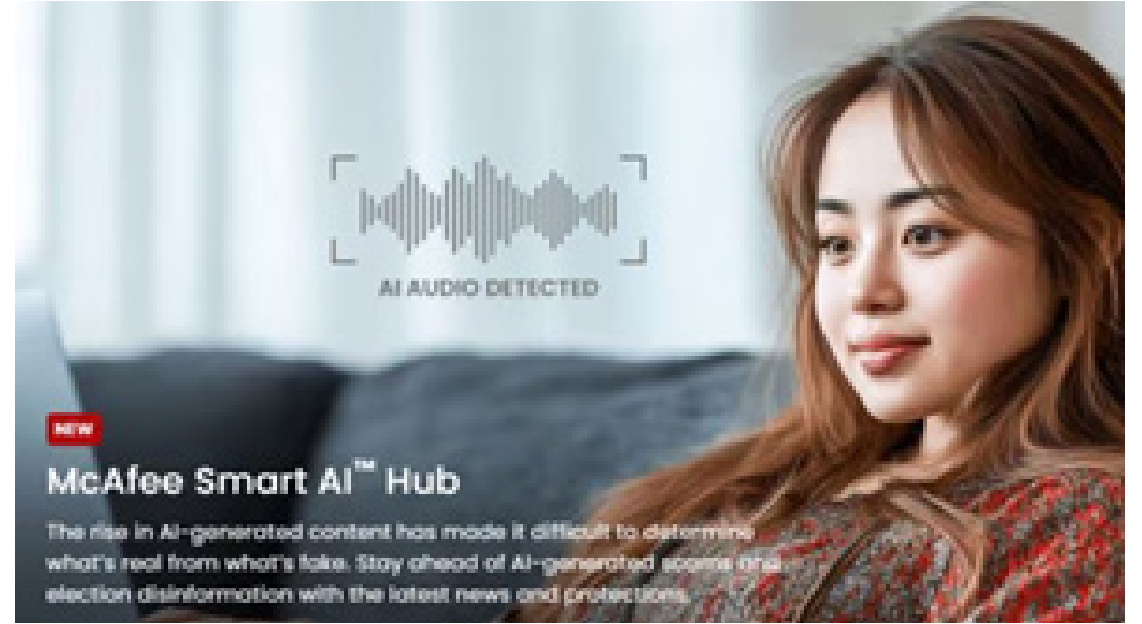 AI AUDIO DETECTED
NEW
McAfee Smart AI™ Hub
The rise in AI-generated content has made it difficult to determine
what's real from what's fake. Stay ahead of AI-generated scams and
election disinformation with the latest news and protections.